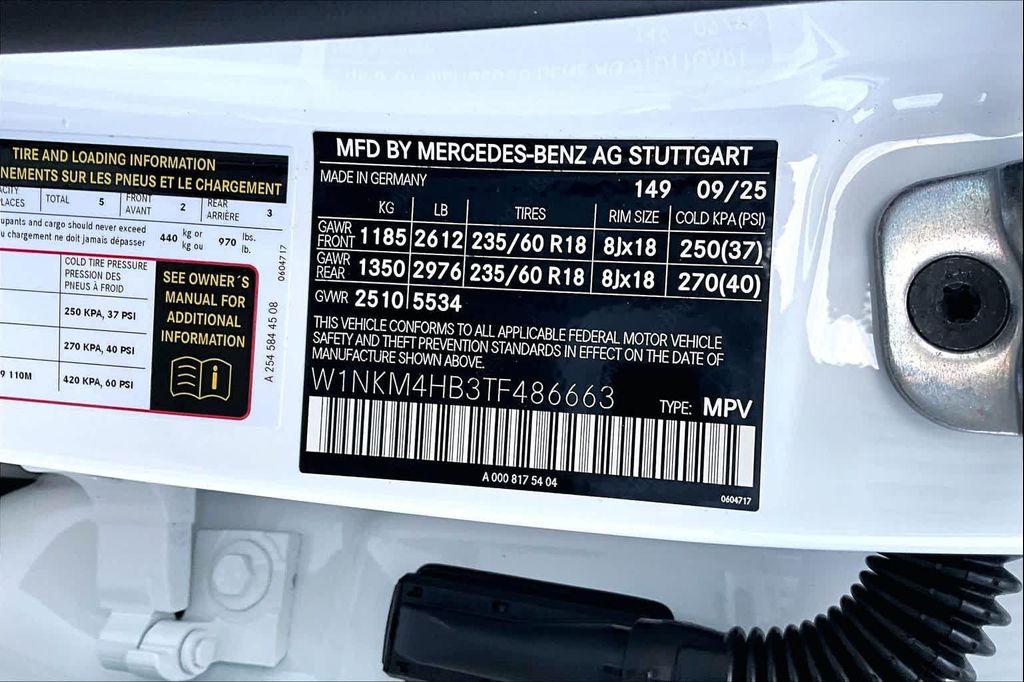 TIRE AND LOADING INFORMATION
NEMENTS SUR LES PNEUS ET LE CHARGEMENT
TOTAL 5 FRONT AVANT 2 REAR ARRIÈRE 3
and cargo should never exceed
chargement ne doit jamais dépasser
440 kg or kg ou 970 lbs. lb.
COLD TIRE PRESSURE
PRESSION DES
PNEUS À FROID
250 KPA, 37 PSI
270 KPA, 40 PSI
9 110M 420 KPA, 60 PSI
SEE OWNER´S
MANUAL FOR
ADDITIONAL
INFORMATION
i
0604717
A 254 584 45 08
MFD BY MERCEDES-BENZ AG STUTTGART
MADE IN GERMANY 149 09/25
KG LB TIRES RIM SIZE COLD KPA(PSI)
GAWR FRONT 1185 2612 235/60 R18 8Jx18 250(37)
GAWR REAR 1350 2976 235/60 R18 8Jx18 270(40)
GVWR 2510 5534
THIS VEHICLE CONFORMS TO ALL APPLICABLE FEDERAL MOTOR VEHICLE
SAFETY AND THEFT PREVENTION STANDARDS IN EFFECT ON THE DATE OF
MANUFACTURE SHOWN ABOVE.
W1NKM4HB3TF486663 TYPE: MPV
A 000 817 54 04
0604717